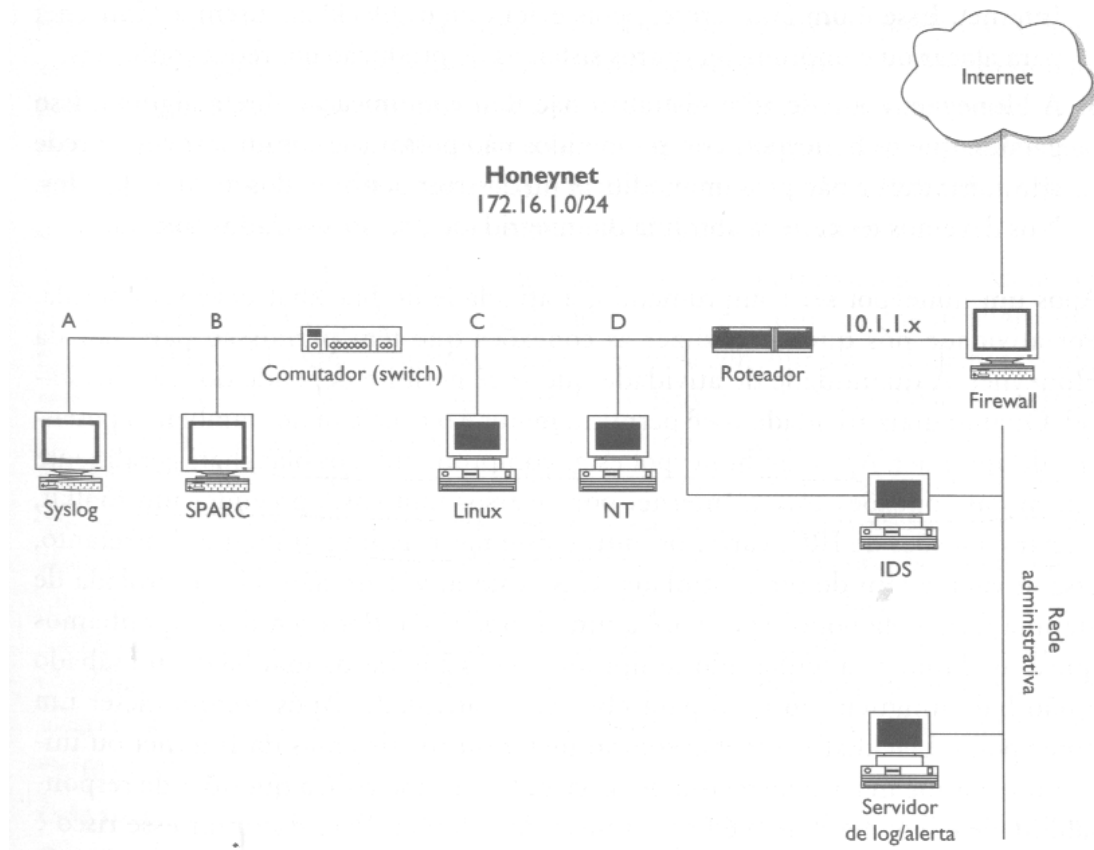 Internet
Honeynet
172.16.1.0/24
A
B
C
D
10.1.1.x
Comutador (switch)
Roteador
Firewall
Syslog
SPARC
Linux
NT
IDS
Rede
administrativa
Servidor
de log/alerta